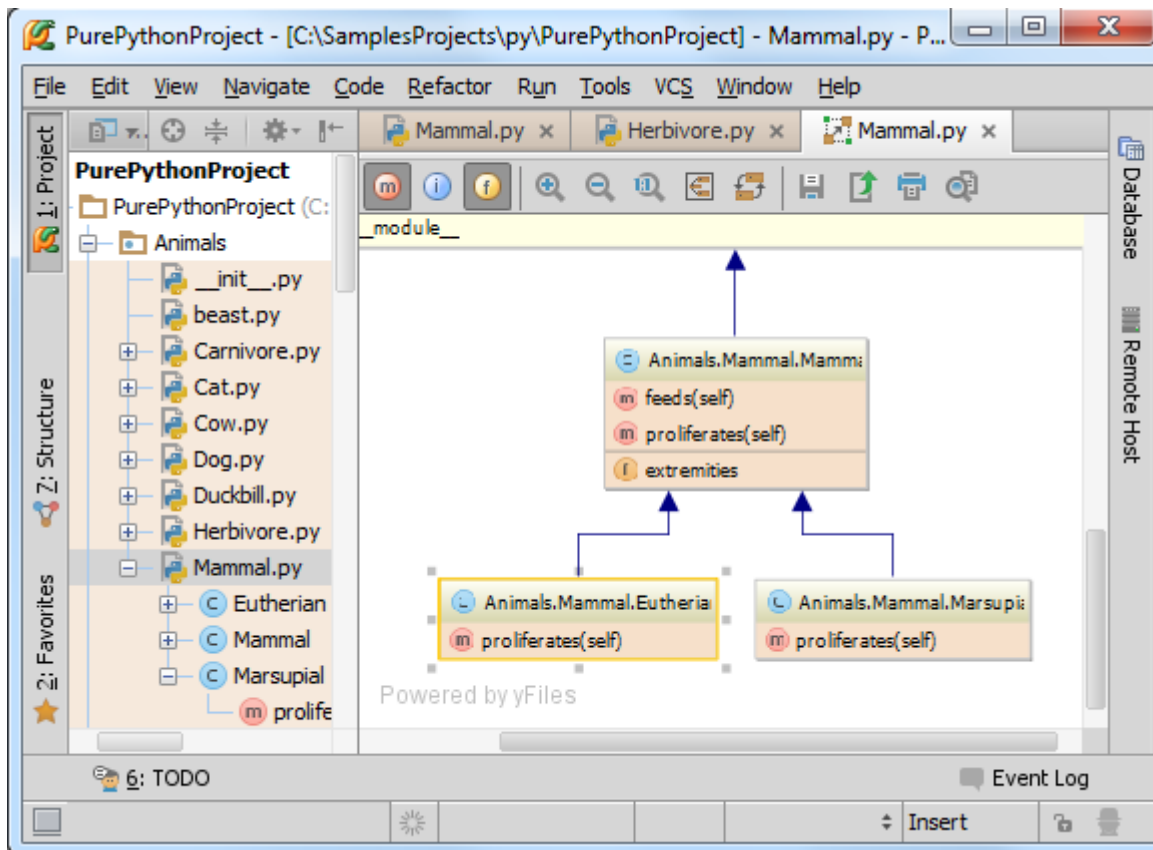 PurePythonProject - [C:\SamplesProjects\py\PurePythonProject] - Mammal.py - P...
File Edit View Navigate Code Refactor Run Tools VCS Window Help
1: Project
Z: Structure
2: Favorites
PurePythonProject
PurePythonProject (C:
Animals
__init__.py
beast.py
Carnivore.py
Cat.py
Cow.py
Dog.py
Duckbill.py
Herbivore.py
Mammal.py
C Eutherian
C Mammal
C Marsupial
m prolife
Mammal.py Herbivore.py Mammal.py
m i f 1:1
_module__
Animals.Mammal.Mamma
m feeds(self)
m proliferates(self)
f extremities
Animals.Mammal.Eutheria
m proliferates(self)
Animals.Mammal.Marsupia
m proliferates(self)
Powered by yFiles
Database
Remote Host
6: TODO
Event Log
Insert